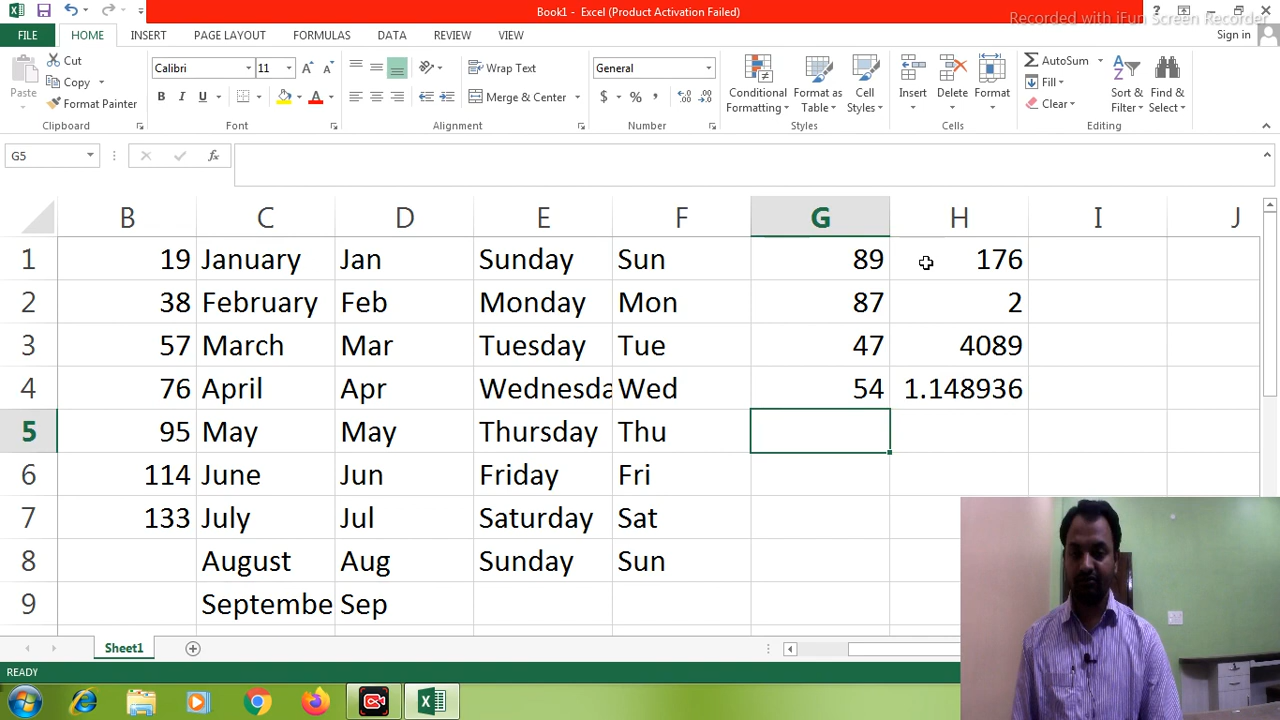 Book1 - Excel (Product Activation Failed)
Recorded with iFun Screen Recorder
FILE HOME INSERT PAGE LAYOUT FORMULAS DATA REVIEW VIEW Sign in
Paste Cut Copy Format Painter Clipboard
Calibri 11 B I U A Font
Wrap Text Merge & Center Alignment
General $ % , Number
Conditional Formatting Format as Table Cell Styles Styles
Insert Delete Format Cells
AutoSum Fill Clear Sort & Filter Find & Select Editing
G5 fx
B C D E F G H I J
1 19 January Jan Sunday Sun 89 176
2 38 February Feb Monday Mon 87 2
3 57 March Mar Tuesday Tue 47 4089
4 76 April Apr Wednesda Wed 54 1.148936
5 95 May May Thursday Thu
6 114 June Jun Friday Fri
7 133 July Jul Saturday Sat
8 August Aug Sunday Sun
9 Septembe Sep
Sheet1
READY